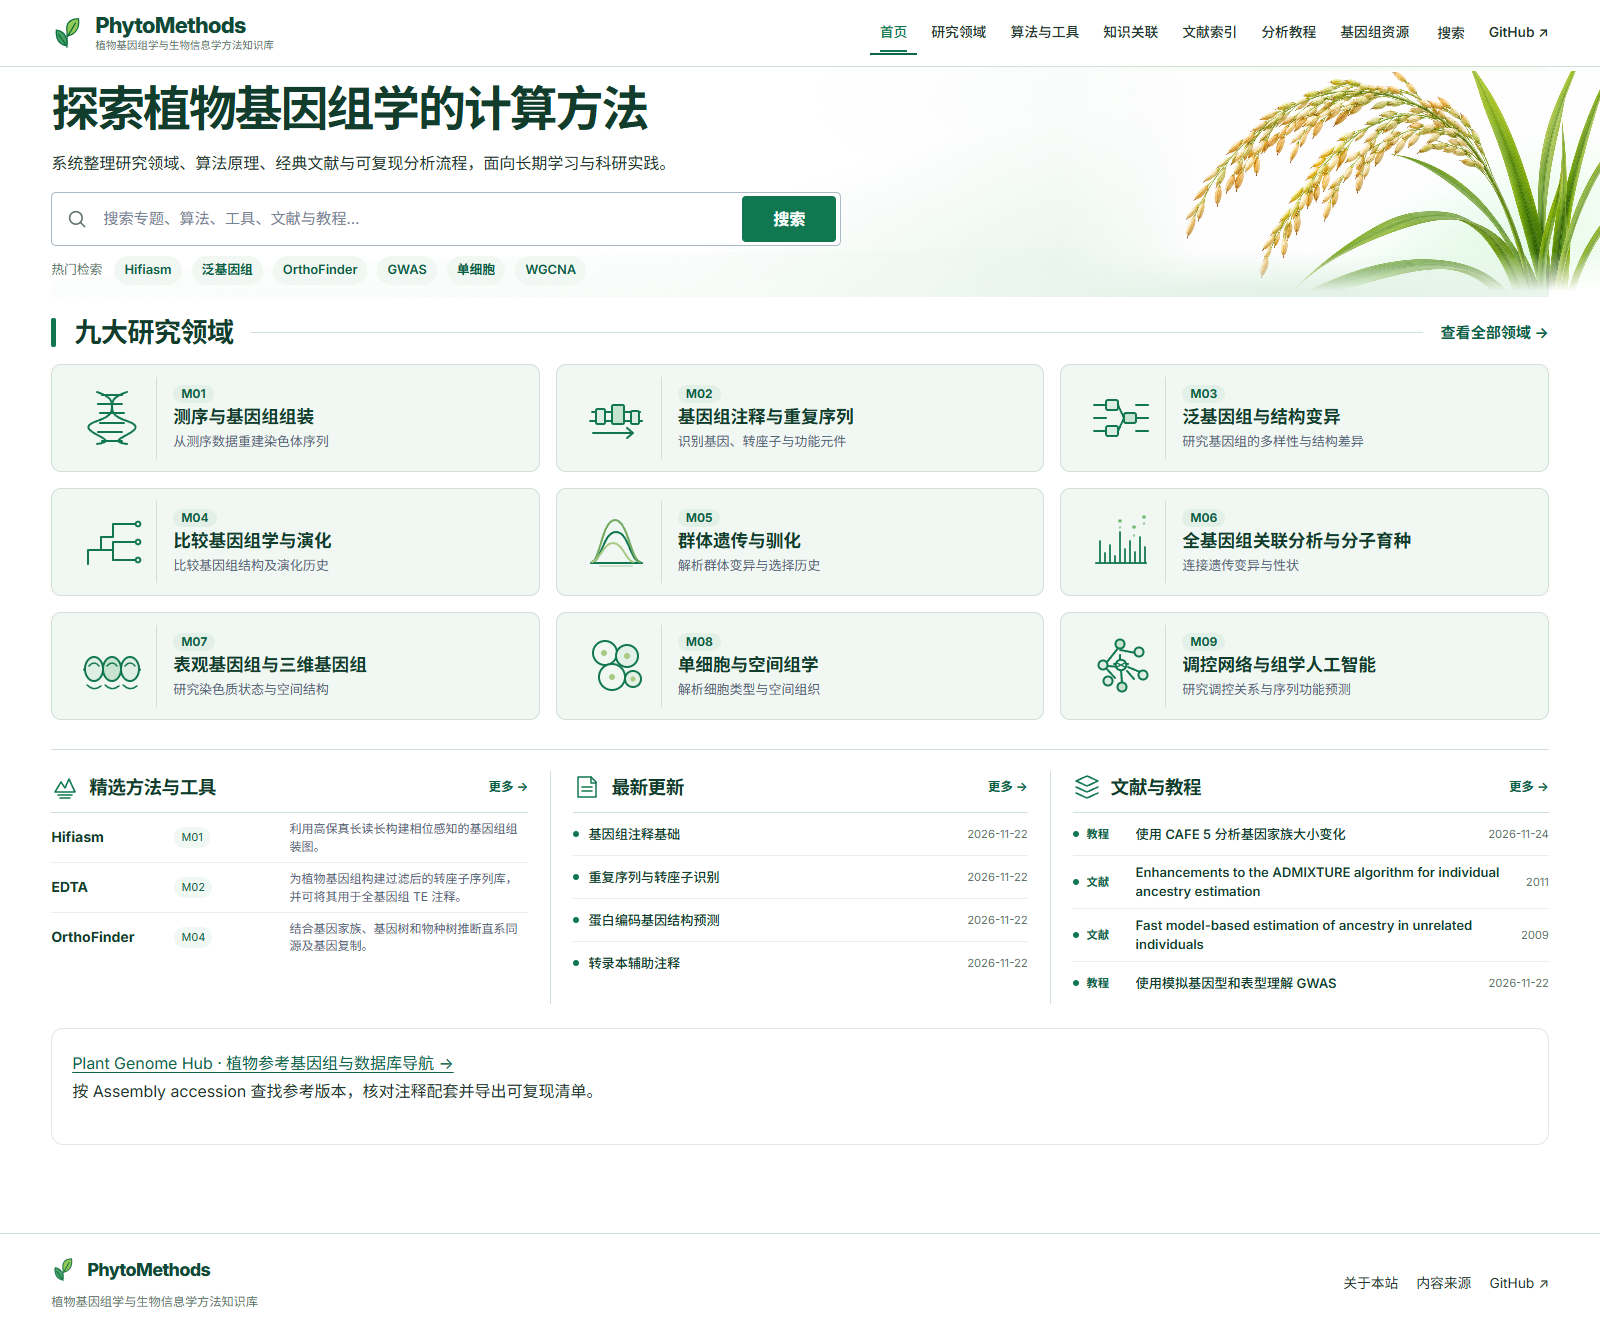 PhytoMethods
植物基因组学与生物信息学方法知识库
首页 研究领域 算法与工具 知识关联 文献索引 分析教程 基因组资源 搜索 GitHub ↗
探索植物基因组学的计算方法
系统整理研究领域、算法原理、经典文献与可复现分析流程，面向长期学习与科研实践。
搜索专题、算法、工具、文献与教程...
搜索
热门检索 Hifiasm 泛基因组 OrthoFinder GWAS 单细胞 WGCNA
九大研究领域
查看全部领域 →
M01
测序与基因组组装
从测序数据重建染色体序列
M02
基因组注释与重复序列
识别基因、转座子与功能元件
M03
泛基因组与结构变异
研究基因组的多样性与结构差异
M04
比较基因组学与演化
比较基因组结构及演化历史
M05
群体遗传与驯化
解析群体变异与选择历史
M06
全基因组关联分析与分子育种
连接遗传变异与性状
M07
表观基因组与三维基因组
研究染色质状态与空间结构
M08
单细胞与空间组学
解析细胞类型与空间组织
M09
调控网络与组学人工智能
研究调控关系与序列功能预测
精选方法与工具
更多 →
Hifiasm M01 利用高保真长读长构建相位感知的基因组组
装图。
EDTA M02 为植物基因组构建过滤后的转座子序列库，
并可将其用于全基因组 TE 注释。
OrthoFinder M04 结合基因家族、基因树和物种树推断直系同
源及基因复制。
最新更新
更多 →
基因组注释基础 2026-11-22
重复序列与转座子识别 2026-11-22
蛋白编码基因结构预测 2026-11-22
转录本辅助注释 2026-11-22
文献与教程
更多 →
教程 使用 CAFE 5 分析基因家族大小变化 2026-11-24
文献 Enhancements to the ADMIXTURE algorithm for individual
ancestry estimation 2011
文献 Fast model-based estimation of ancestry in unrelated
individuals 2009
教程 使用模拟基因型和表型理解 GWAS 2026-11-22
Plant Genome Hub · 植物参考基因组与数据库导航 →
按 Assembly accession 查找参考版本，核对注释配套并导出可复现清单。
PhytoMethods
植物基因组学与生物信息学方法知识库
关于本站 内容来源 GitHub ↗